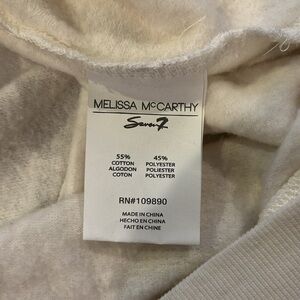 MELISSA McCARTHY
Seven7
55% 45%
COTTON POLYESTER
ALGODON POLIESTER
COTON POLYESTER
RN#109890
MADE IN CHINA
HECHO EN CHINA
FAIT EN CHINE